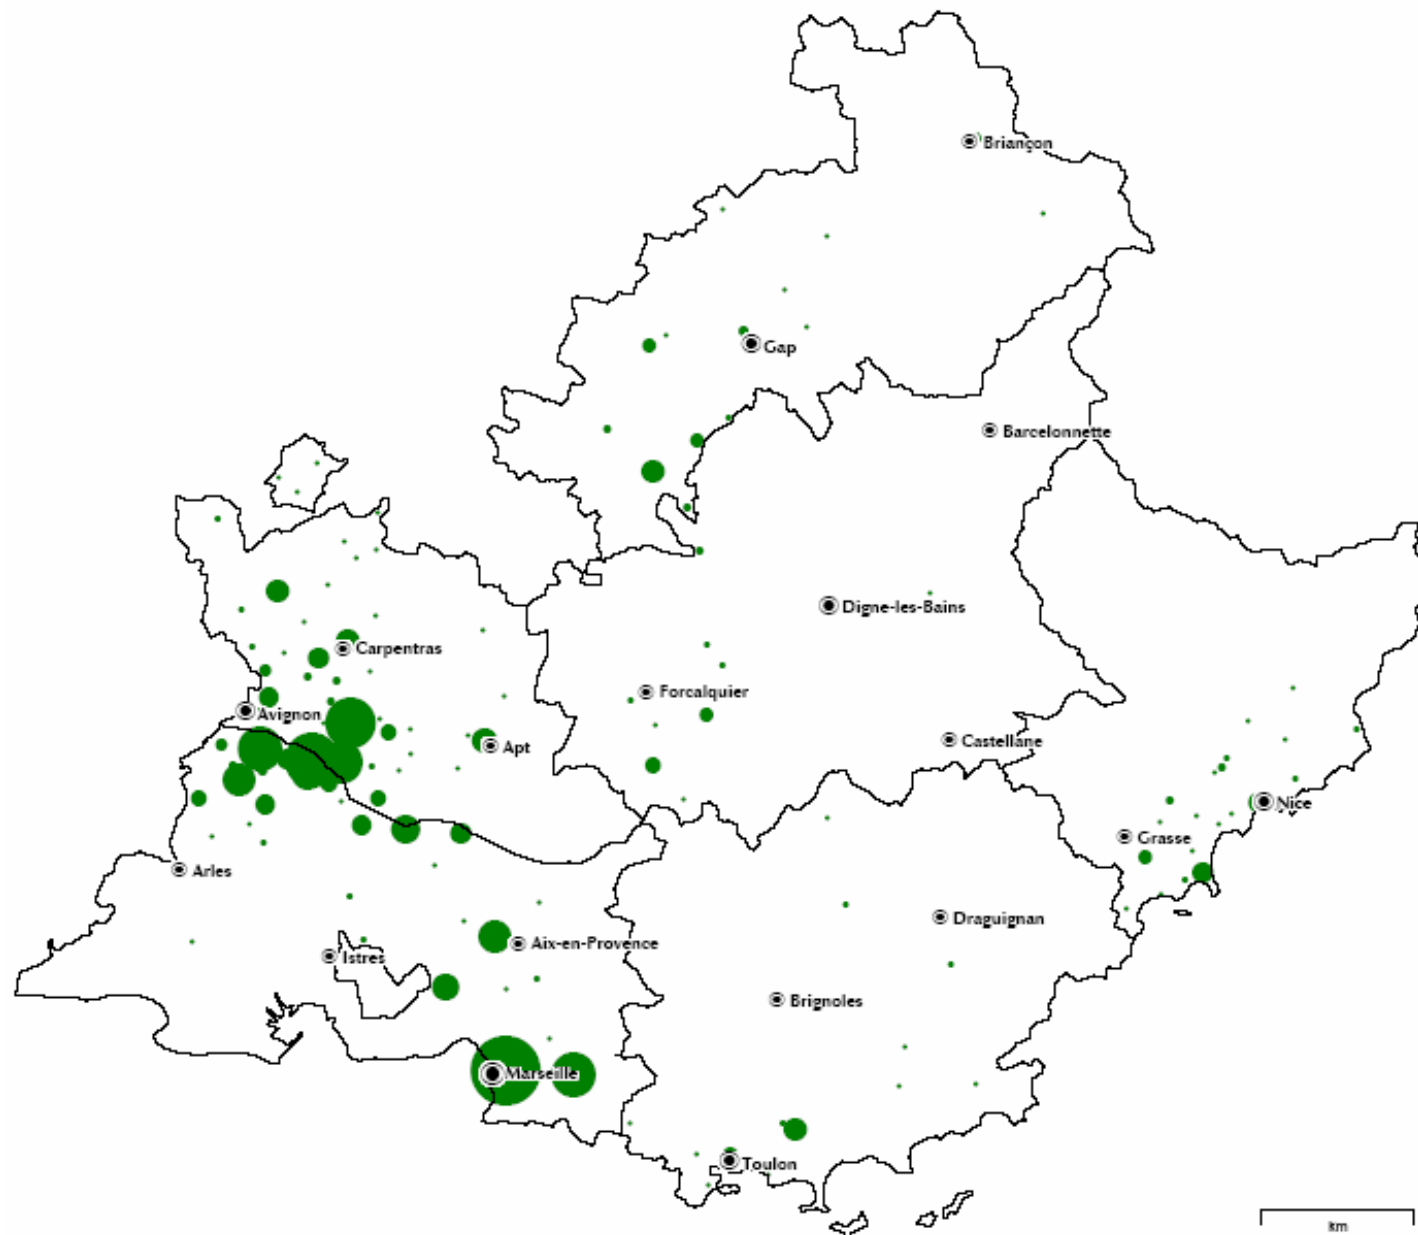 Briançon
Gap
Barcelonnette
Digne-les-Bains
Carpentras
Forcalquier
Avignon
Castellane
Apt
Nice
Grasse
Arles
Draguignan
Aix-en-Provence
Istres
Brignoles
Marseille
Toulon
km